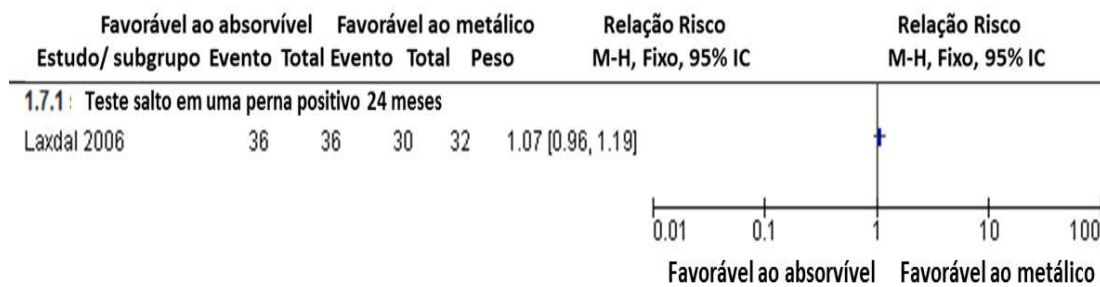 Favorável ao absorvível Favorável ao metálico Relação Risco Relação Risco
Estudo/ subgrupo Evento Total Evento Total Peso M-H, Fixo, 95% IC M-H, Fixo, 95% IC
1.7.1 Teste salto em uma perna positivo 24 meses
Laxdal 2006 36 36 30 32 1.07 [0.96, 1.19]
0.01 0.1 1 10 100
Favorável ao absorvível Favorável ao metálico